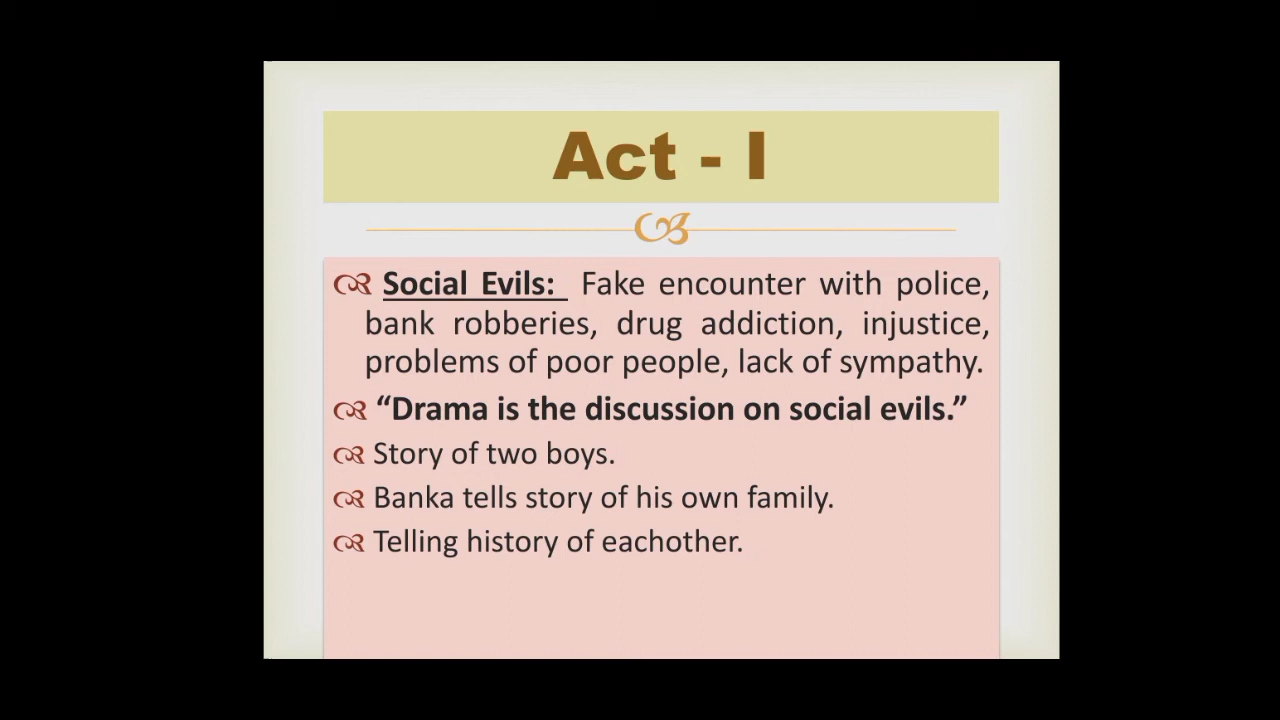 Act - I
Social Evils: Fake encounter with police,
bank robberies, drug addiction, injustice,
problems of poor people, lack of sympathy.
“Drama is the discussion on social evils.”
Story of two boys.
Banka tells story of his own family.
Telling history of eachother.